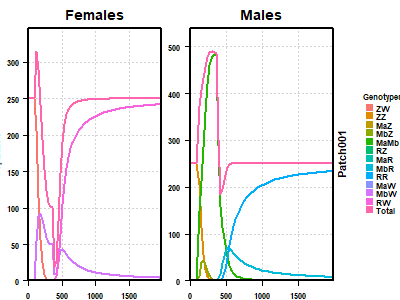 Females
Males
350
300
250
200
150
100
50
0
0
500
1000
1500
500
400
300
200
100
0
0
500
1000
1500
Patch001
Genotypes
ZW
ZZ
MaZ
MbZ
MaMb
RZ
MaR
MbR
RR
MaW
MbW
RW
Total